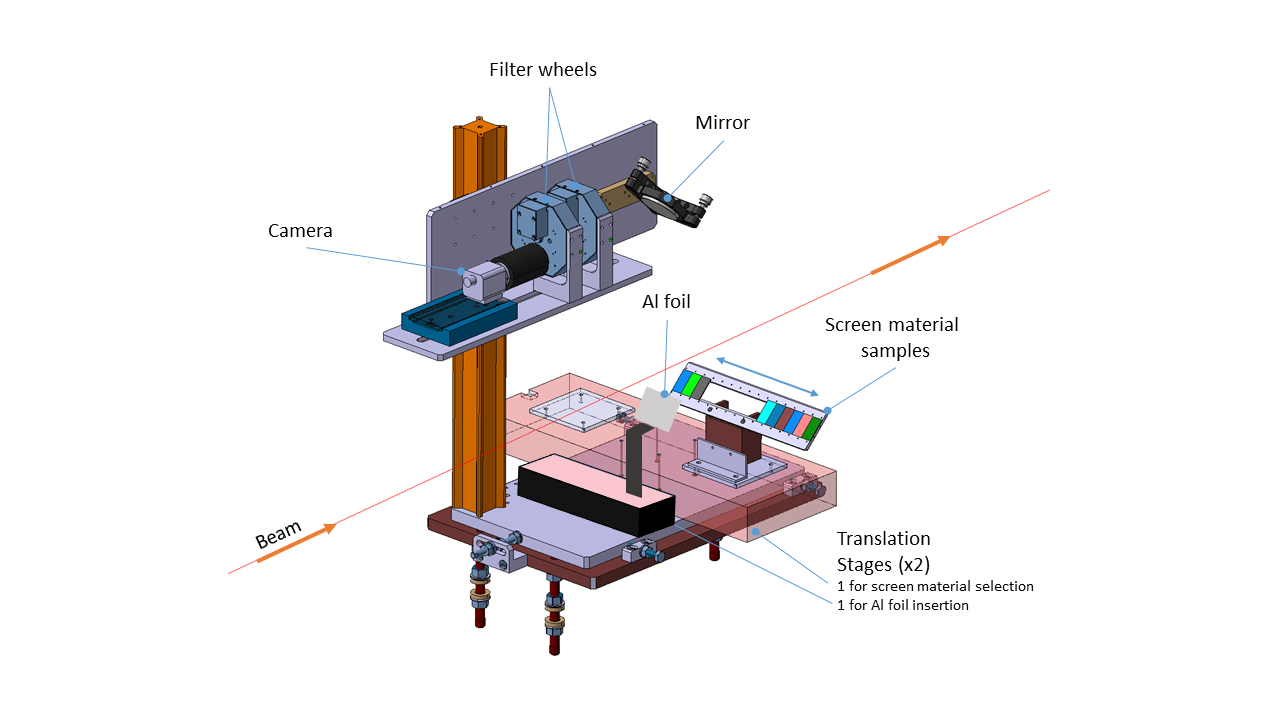 Filter wheels
Mirror
Camera
Al foil
Screen material
samples
Beam
Translation
Stages (x2)
1 for screen material selection
1 for Al foil insertion